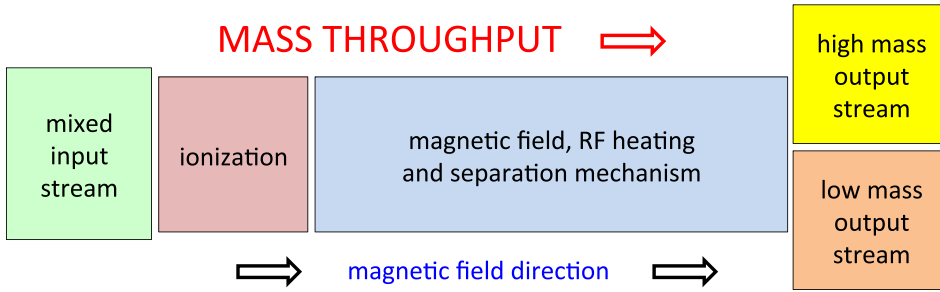 MASS THROUGHPUT
mixed
input
stream
ionization
magnetic field, RF heating
and separation mechanism
high mass
output
stream
low mass
output
stream
magnetic field direction